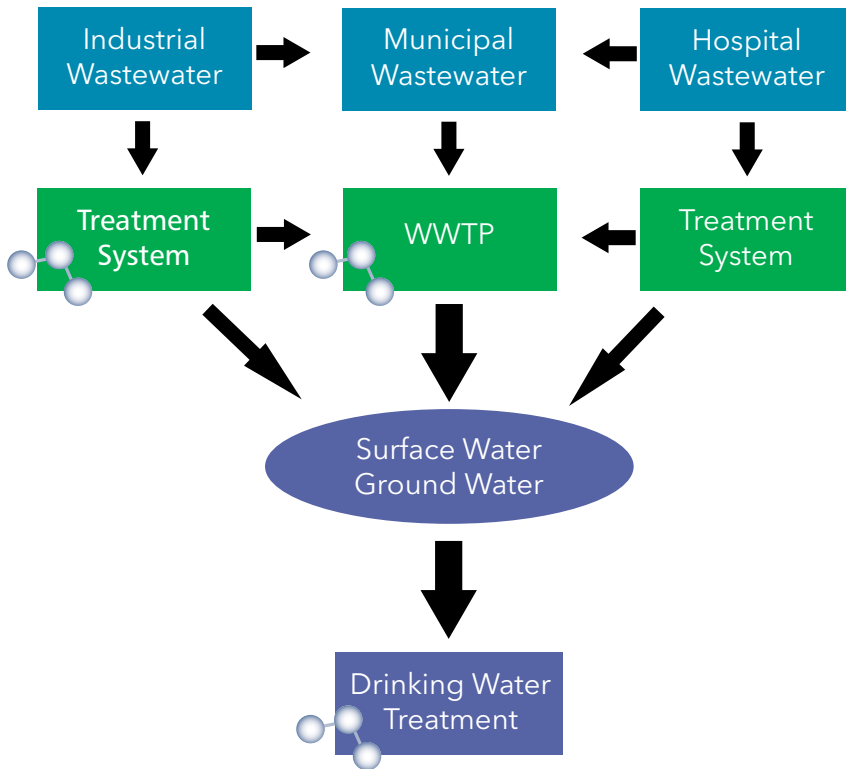 Industrial
Wastewater
Municipal
Wastewater
Hospital
Wastewater
Treatment
System
WWTP
Treatment
System
Surface Water
Ground Water
Drinking Water
Treatment